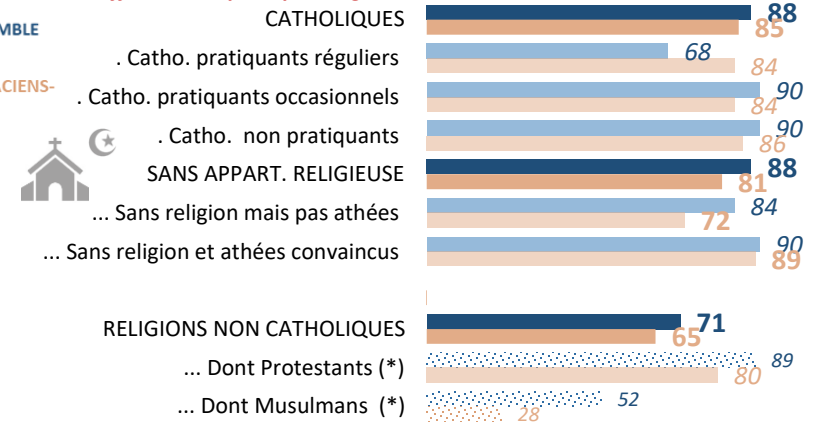 CATHOLIQUES 88
85
. Catho. pratiquants réguliers 68
84
. Catho. pratiquants occasionnels 90
84
. Catho. non pratiquants 90
86
SANS APPART. RELIGIEUSE 88
81
... Sans religion mais pas athées 84
72
... Sans religion et athées convaincus 90
89
RELIGIONS NON CATHOLIQUES 71
65
... Dont Protestants (*) 89
80
... Dont Musulmans (*) 52
28